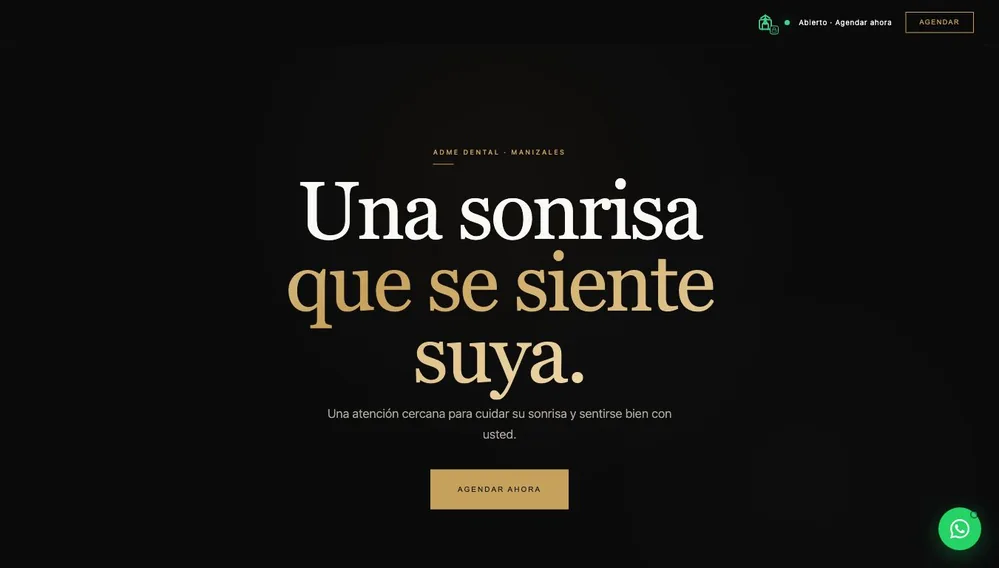 Abierto · Agendar ahora
AGENDAR
ADME DENTAL · MANIZALES
Una sonrisa
que se siente
suya.
Una atención cercana para cuidar su sonrisa y sentirse bien con
usted.
AGENDAR AHORA